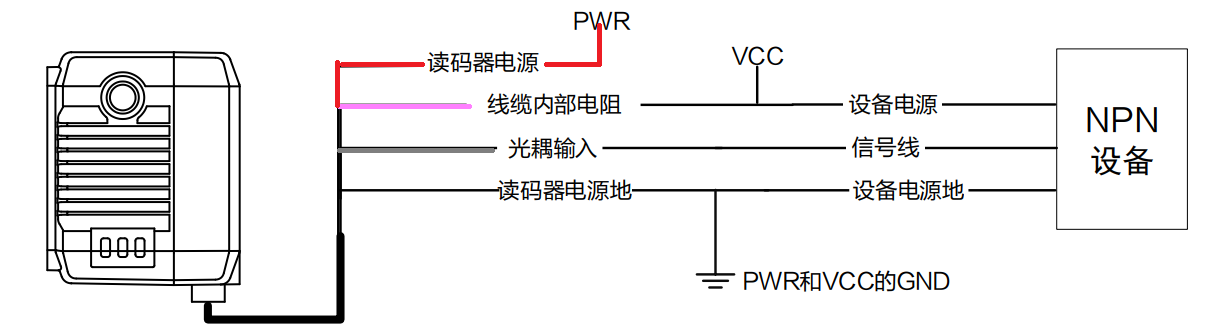 PWR
读码器电源
VCC
线缆内部电阻
设备电源
NPN
设备
光耦输入
信号线
读码器电源地
设备电源地
PWR和VCC的GND